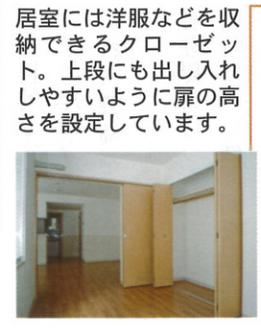 居室には洋服などを収
納できるクローゼッ
ト。上段にも出し入れ
しやすいように扉の高
さを設定しています。